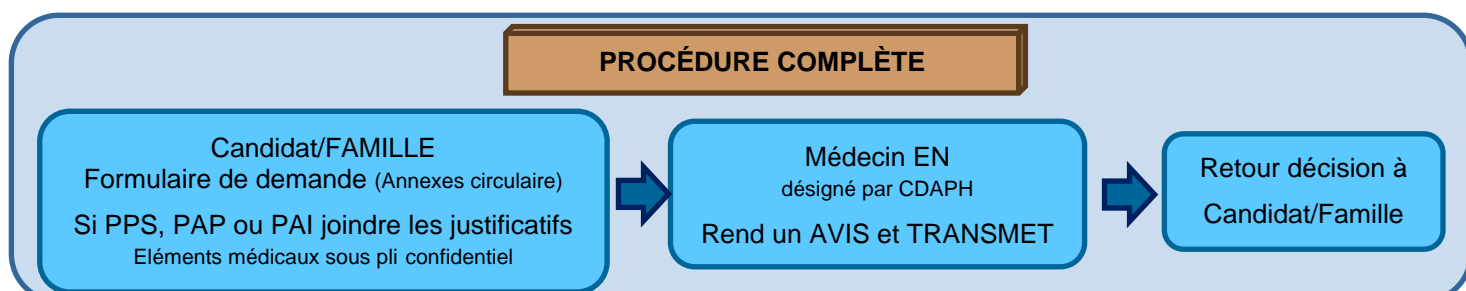 PROCÉDURE COMPLÈTE
Candidat/FAMILLE
Formulaire de demande (Annexes circulaire)
Si PPS, PAP ou PAI joindre les justificatifs
Eléments médicaux sous pli confidentiel
Médecin EN
désigné par CDAPH
Rend un AVIS et TRANSMET
Retour décision à
Candidat/Famille